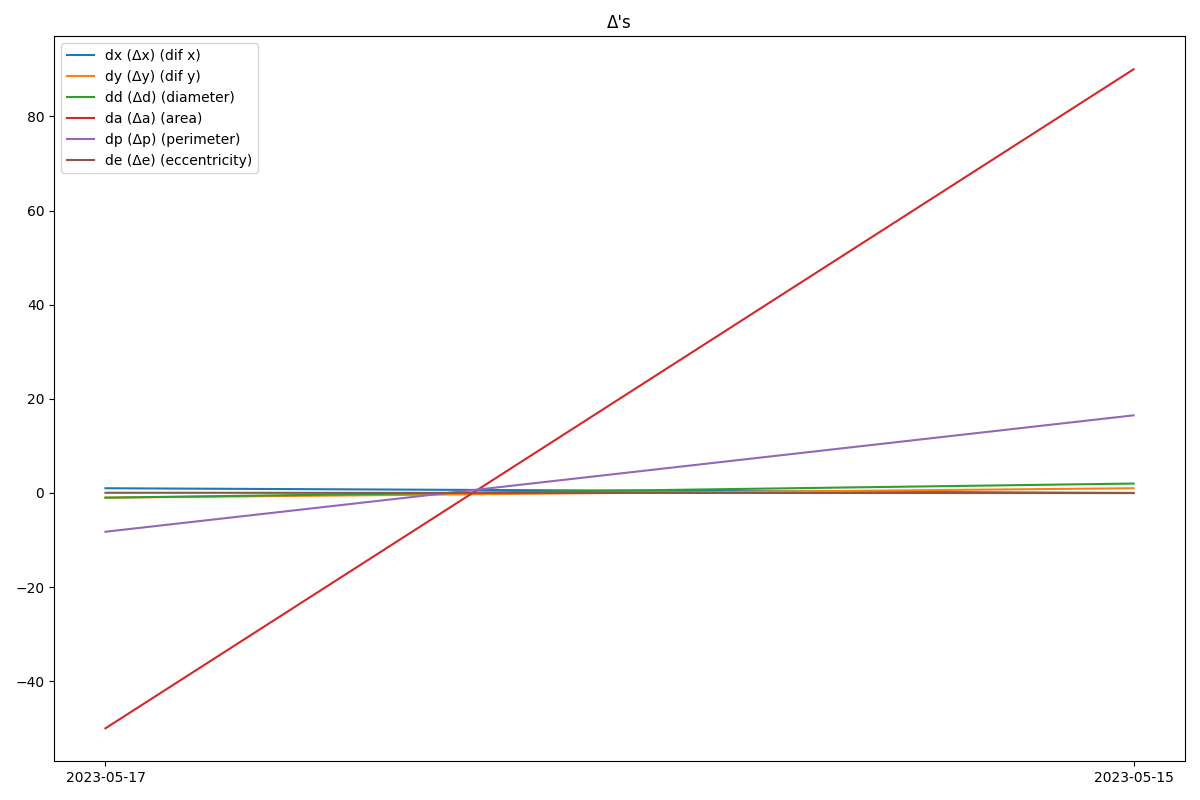 Δ's
dx (Δx) (dif x)
dy (Δy) (dif y)
dd (Δd) (diameter)
da (Δa) (area)
dp (Δp) (perimeter)
de (Δe) (eccentricity)
80
60
40
20
0
−20
−40
2023-05-17
2023-05-15